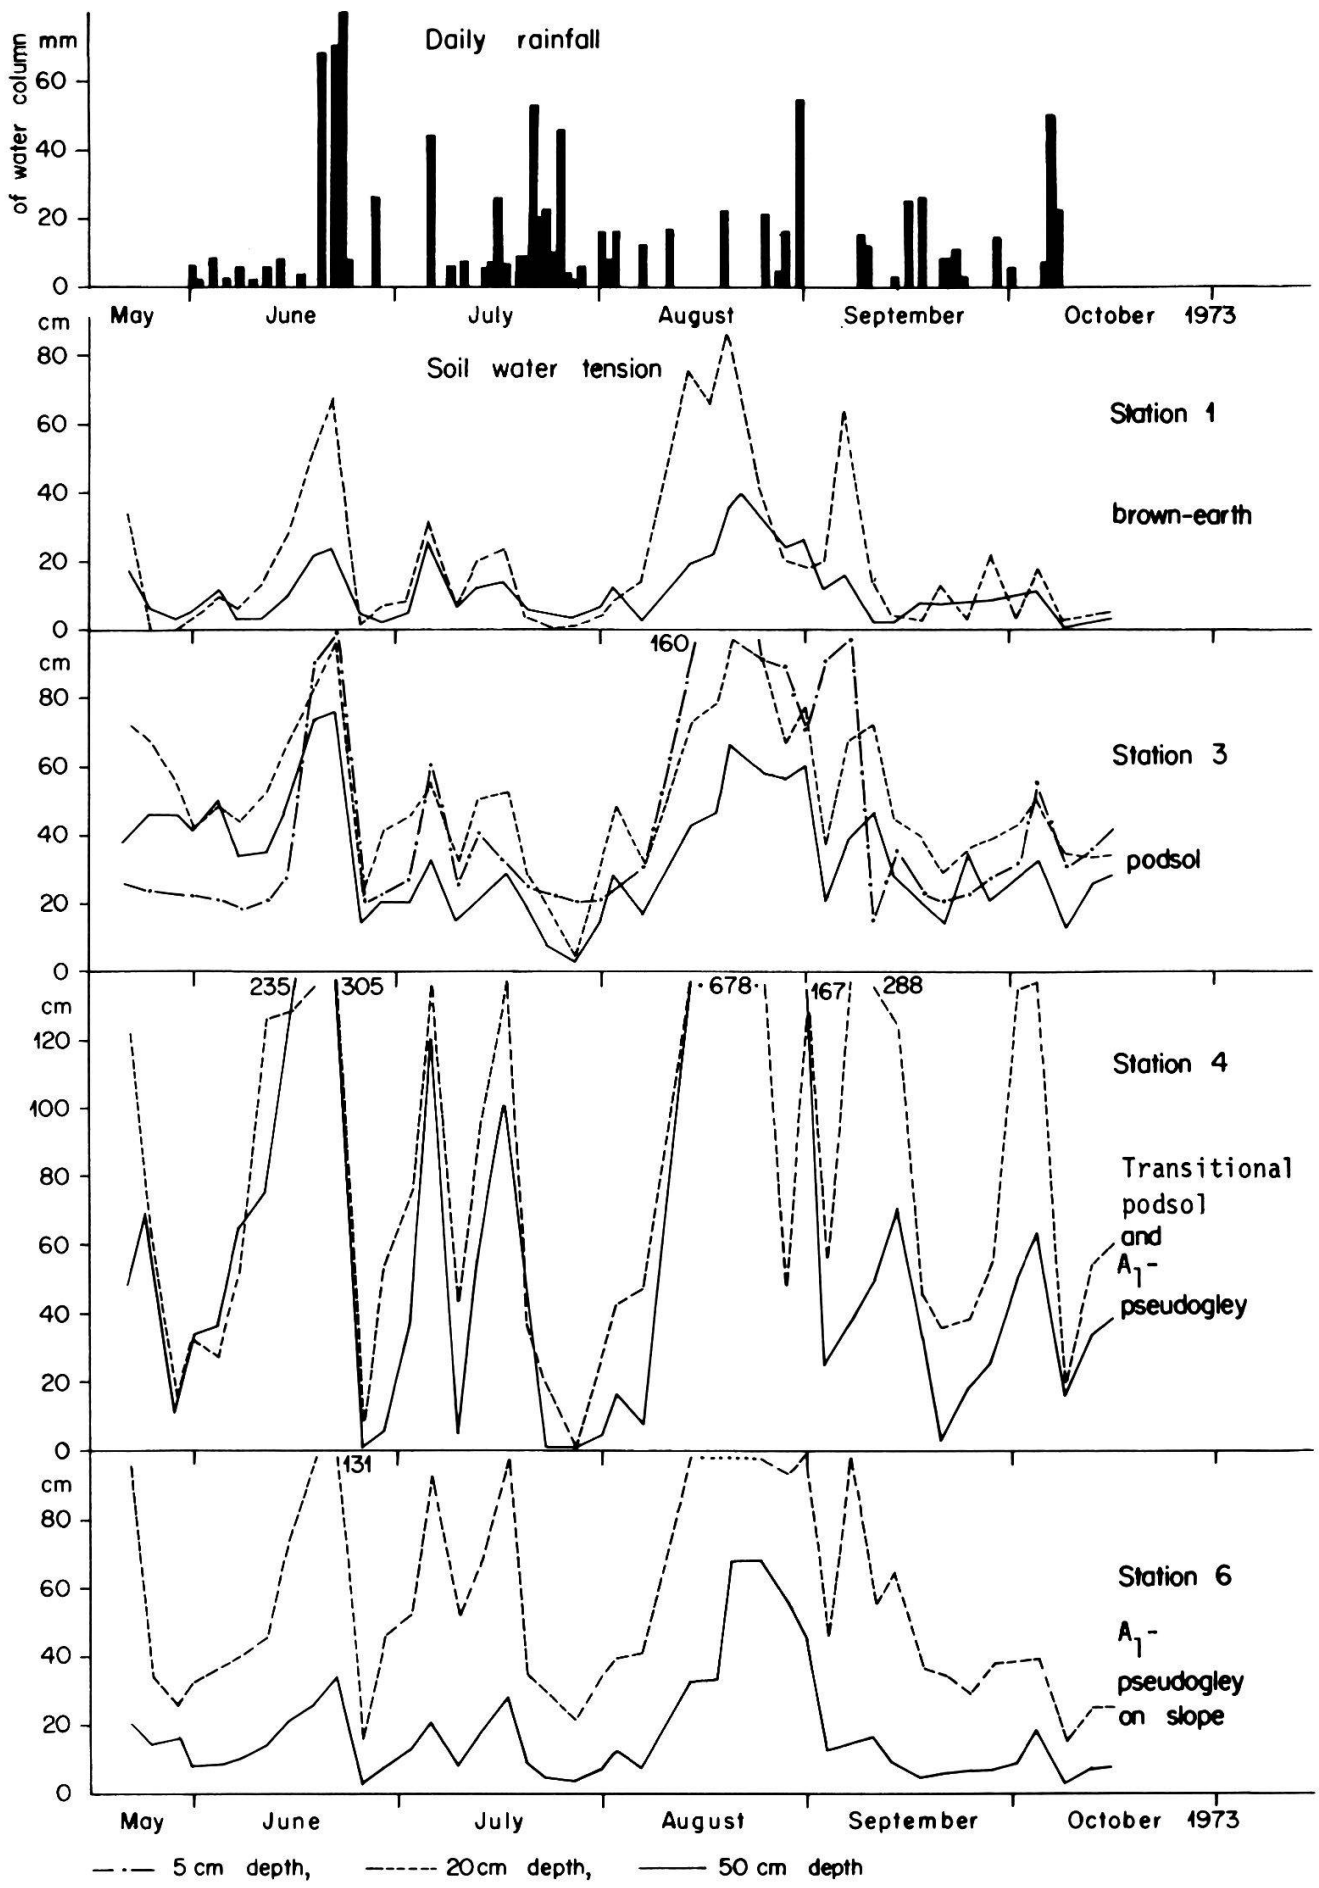 mm
of water column
Daily rainfall
60
40
20
0
May June July August September October 1973
cm
Soil water tension
80
60
40
20
0
Station 1
brown-earth
cm
160
80
60
40
20
0
Station 3
podsol
235 305 678 167 288
cm
120
100
80
60
40
20
0
Station 4
Transitional
podsol
and
A1-
pseudogley
131
cm
80
60
40
20
0
Station 6
A1-
pseudogley
on slope
May June July August September October 1973
5 cm depth, 20cm depth, 50 cm depth